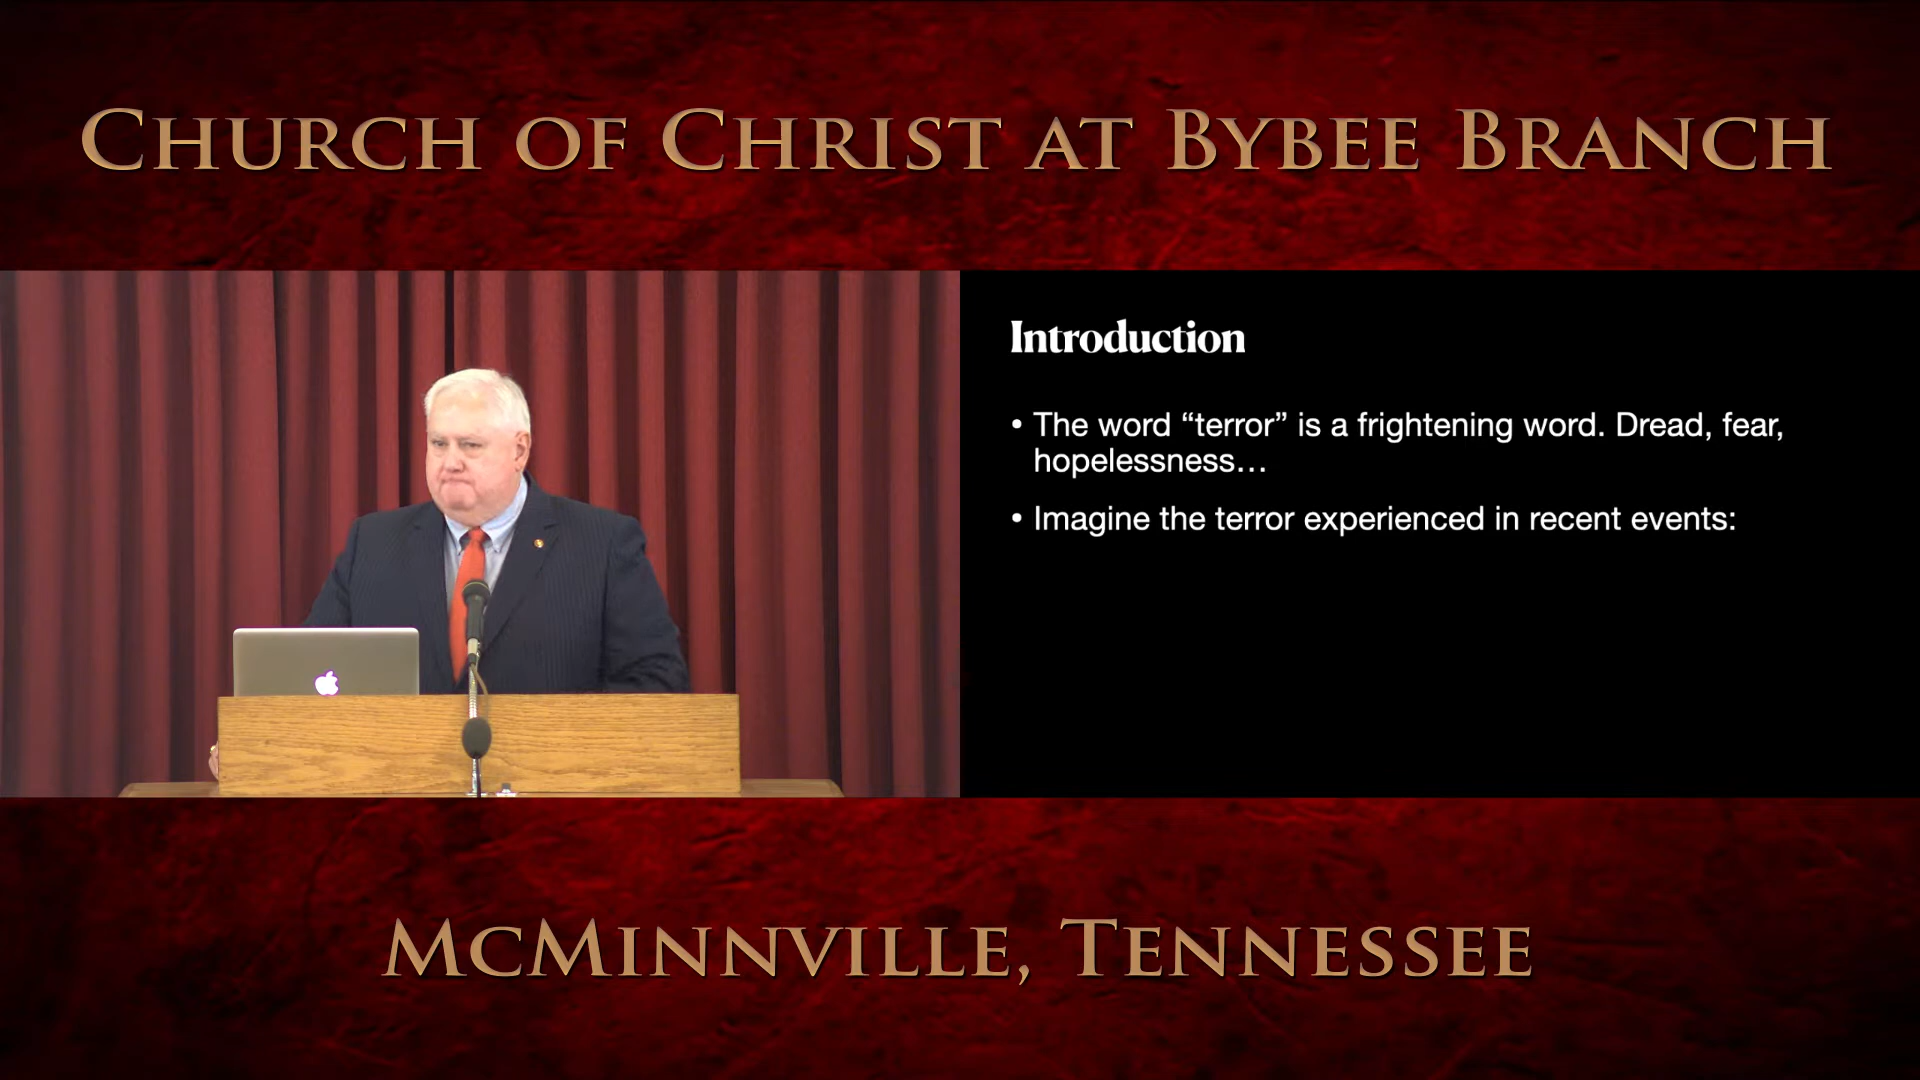 CHURCH OF CHRIST AT BYBEE BRANCH
Introduction
• The word “terror” is a frightening word. Dread, fear,
hopelessness…
• Imagine the terror experienced in recent events:
MCMINNVILLE, TENNESSEE